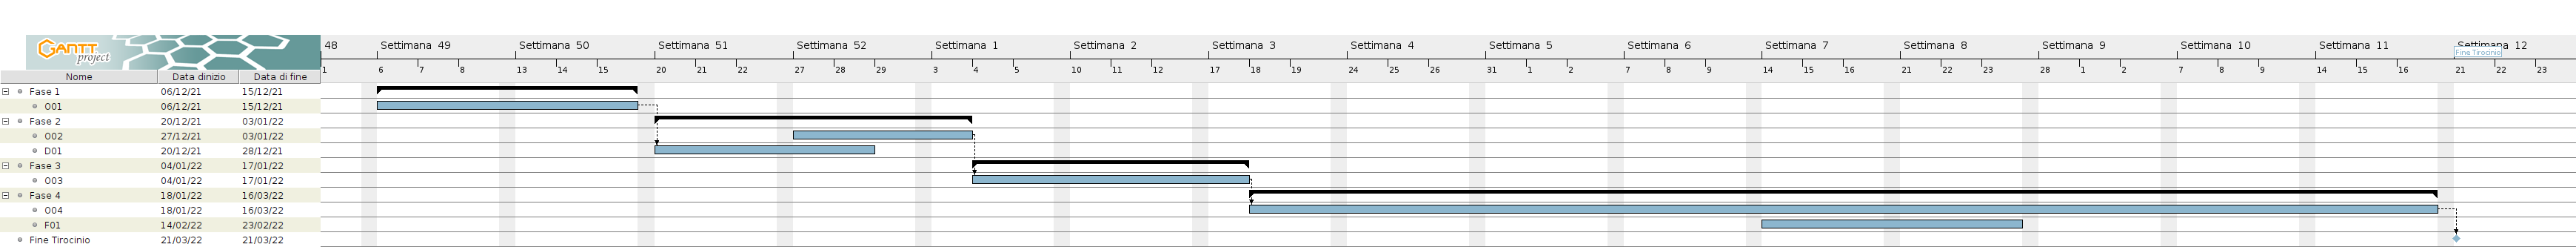 GANTT project
48 Settimana 49 Settimana 50 Settimana 51 Settimana 52 Settimana 1 Settimana 2 Settimana 3 Settimana 4 Settimana 5 Settimana 6 Settimana 7 Settimana 8 Settimana 9 Settimana 10 Settimana 11 Settimana 12
Fine Tirocinio
1 6 7 8 13 14 15 20 21 22 27 28 29 3 4 5 10 11 12 17 18 19 24 25 26 31 1 2 7 8 9 14 15 16 21 22 23 28 1 2 7 8 9 14 15 16 21 22 23
Nome Data dinizio Data di fine
Fase 1 06/12/21 15/12/21
O01 06/12/21 15/12/21
Fase 2 20/12/21 03/01/22
O02 27/12/21 03/01/22
D01 20/12/21 28/12/21
Fase 3 04/01/22 17/01/22
O03 04/01/22 17/01/22
Fase 4 18/01/22 16/03/22
O04 18/01/22 16/03/22
F01 14/02/22 23/02/22
Fine Tirocinio 21/03/22 21/03/22